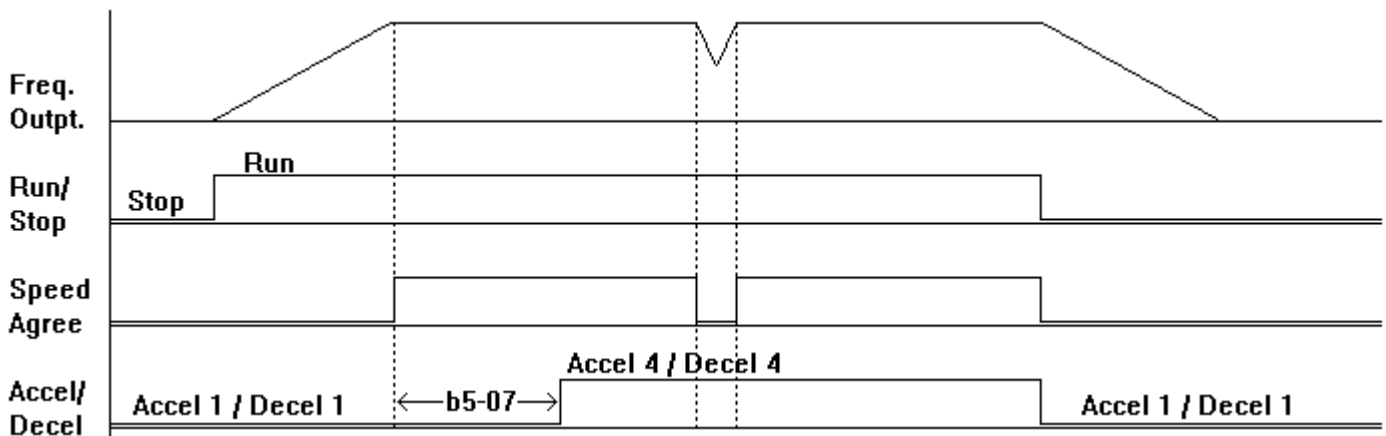 Freq.
Outpt.
Run/
Stop
Stop
Run
Speed
Agree
Accel/
Decel
Accel 1 / Decel 1
b5-07
Accel 4 / Decel 4
Accel 1 / Decel 1